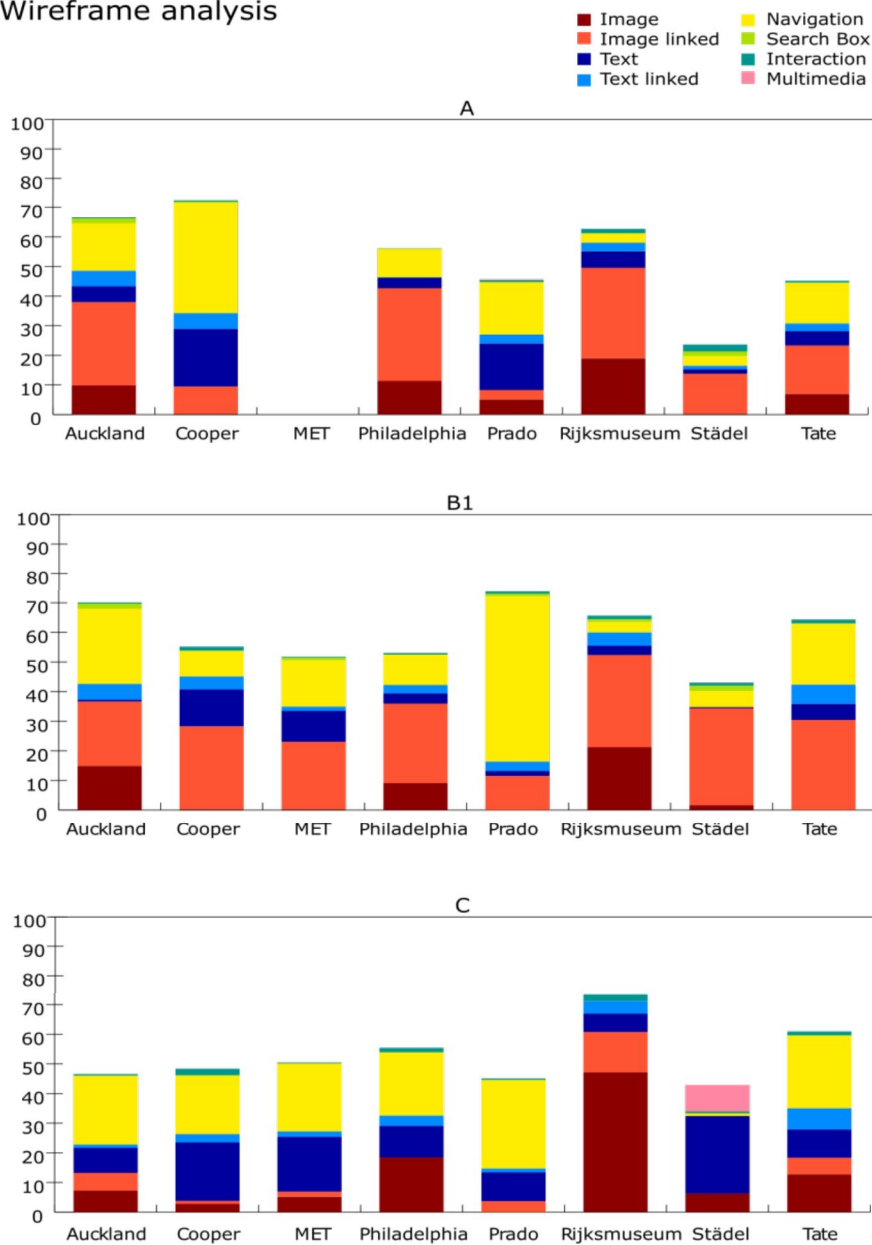 Wireframe analysis
Image
Image linked
Text
Text linked
Navigation
Search Box
Interaction
Multimedia
A
100
90
80
70
60
50
40
30
20
10
0
Auckland Cooper MET Philadelphia Prado Rijksmuseum Städel Tate
B1
100
90
80
70
60
50
40
30
20
10
0
Auckland Cooper MET Philadelphia Prado Rijksmuseum Städel Tate
C
100
90
80
70
60
50
40
30
20
10
0
Auckland Cooper MET Philadelphia Prado Rijksmuseum Städel Tate